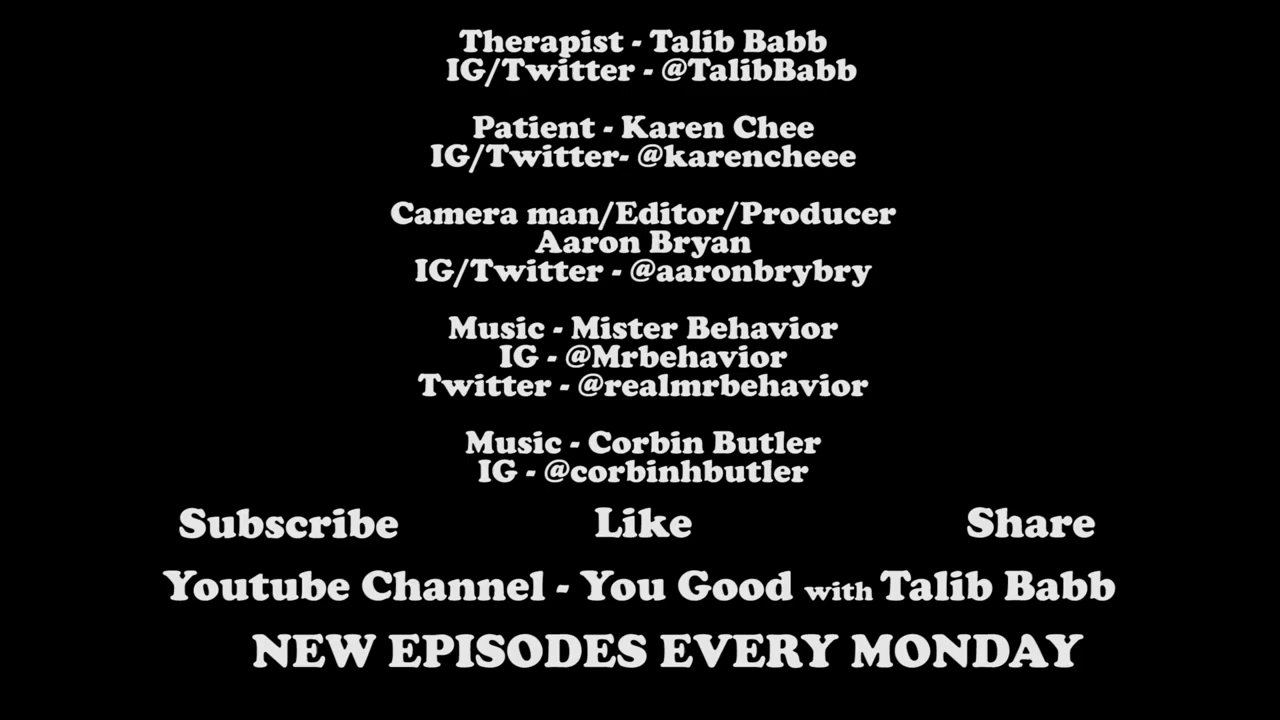 Therapist - Talib Babb
IG/Twitter - @TalibBabb
Patient - Karen Chee
IG/Twitter- @karencheee
Camera man/Editor/Producer
Aaron Bryan
IG/Twitter - @aaronbrybry
Music - Mister Behavior
IG - @Mrbehavior
Twitter - @realmrbehavior
Music - Corbin Butler
IG - @corbinhbutler
Subscribe Like Share
Youtube Channel - You Good with Talib Babb
NEW EPISODES EVERY MONDAY